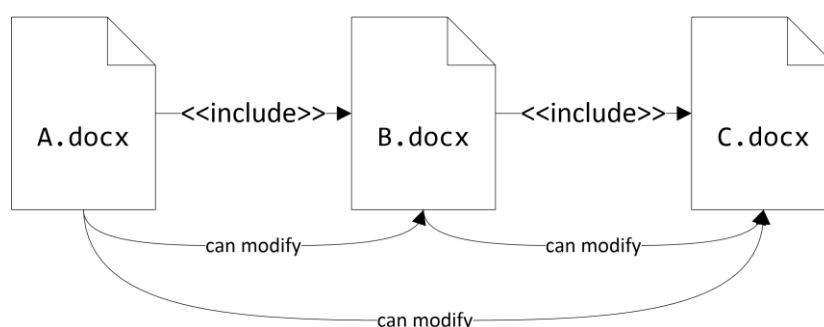 <<include>> <<include>>
A.docx B.docx C.docx
can modify can modify
can modify